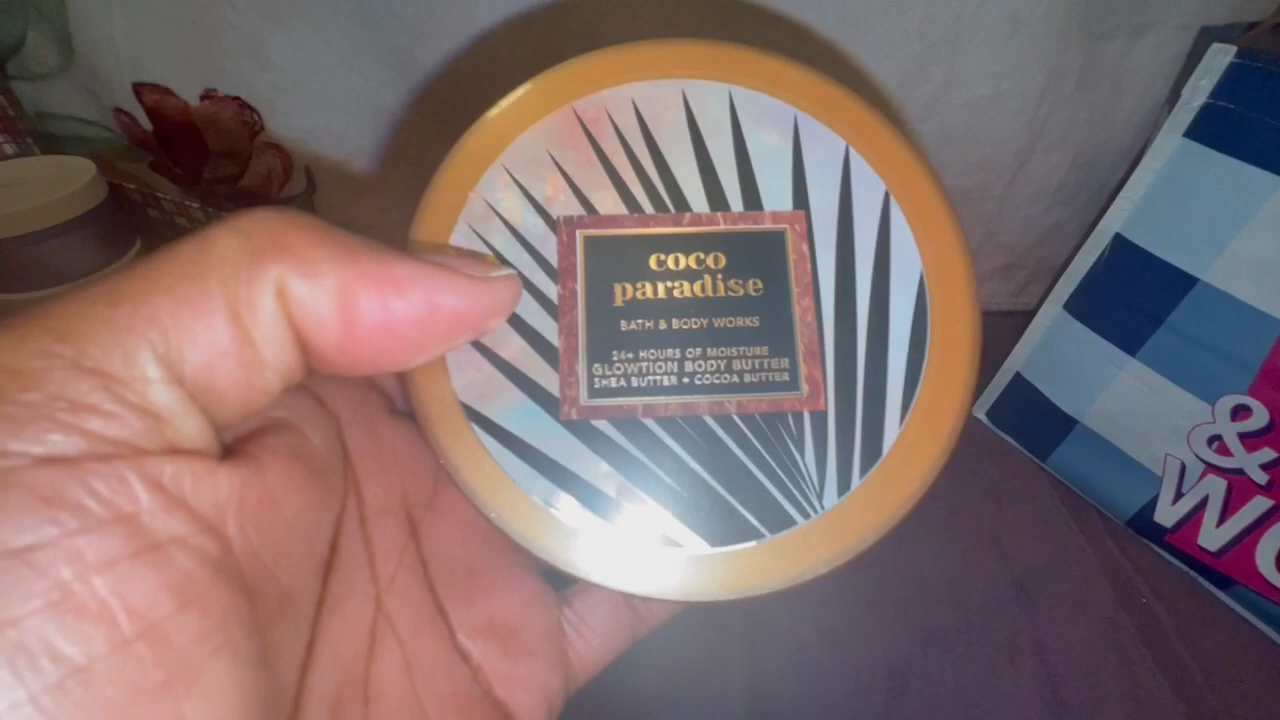 coco
paradise
BATH & BODY WORKS
24+ HOURS OF MOISTURE
GLOWTION BODY BUTTER
SHEA BUTTER + COCOA BUTTER
&